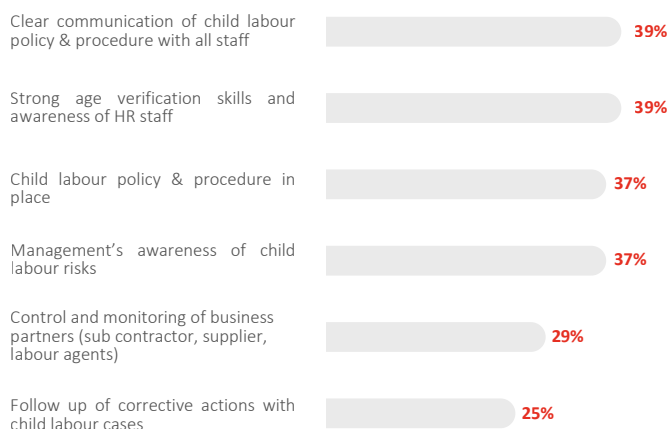 Clear communication of child labour
policy & procedure with all staff
39%
Strong age verification skills and
awareness of HR staff
39%
Child labour policy & procedure in
place
37%
Management’s awareness of child
labour risks
37%
Control and monitoring of business
partners (sub contractor, supplier,
labour agents)
29%
Follow up of corrective actions with
child labour cases
25%